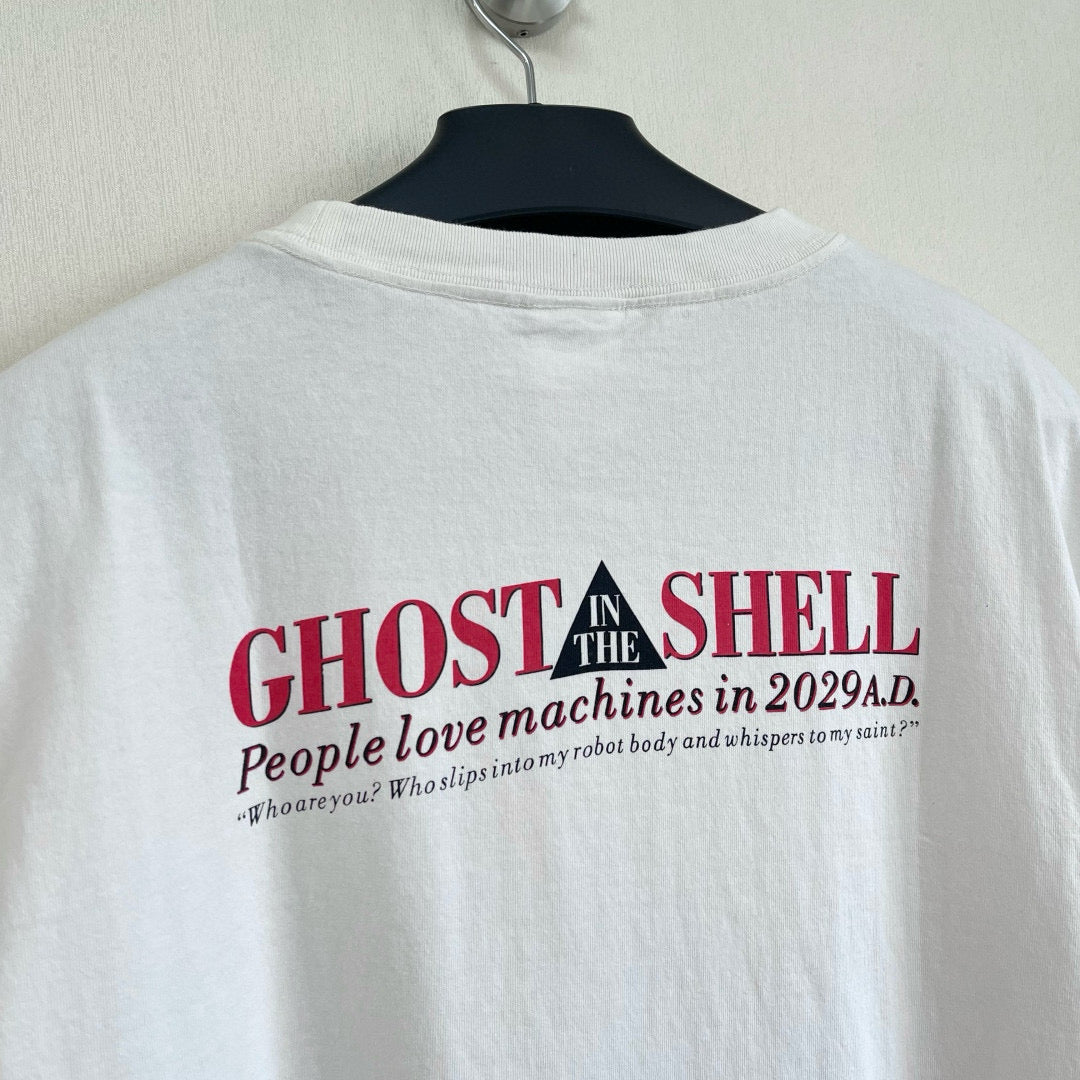 GHOST IN THE SHELL
People love machines in 2029 A.D.
“Who are you? Who slips into my robot body and whispers to my saint?”